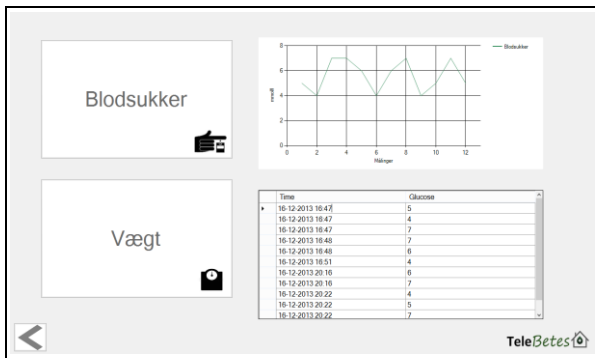 Blodsukker
Vægt
8
6
4
2
0
0 2 4 6 8 10 12
mmol/l
Målinger
Blodsukker
Time Glucose
16-12-2013 16:47 5
16-12-2013 16:47 4
16-12-2013 16:47 7
16-12-2013 16:48 7
16-12-2013 16:48 6
16-12-2013 16:51 4
16-12-2013 20:16 6
16-12-2013 20:16 7
16-12-2013 20:22 4
16-12-2013 20:22 5
16-12-2013 20:22 7
TeleBetes